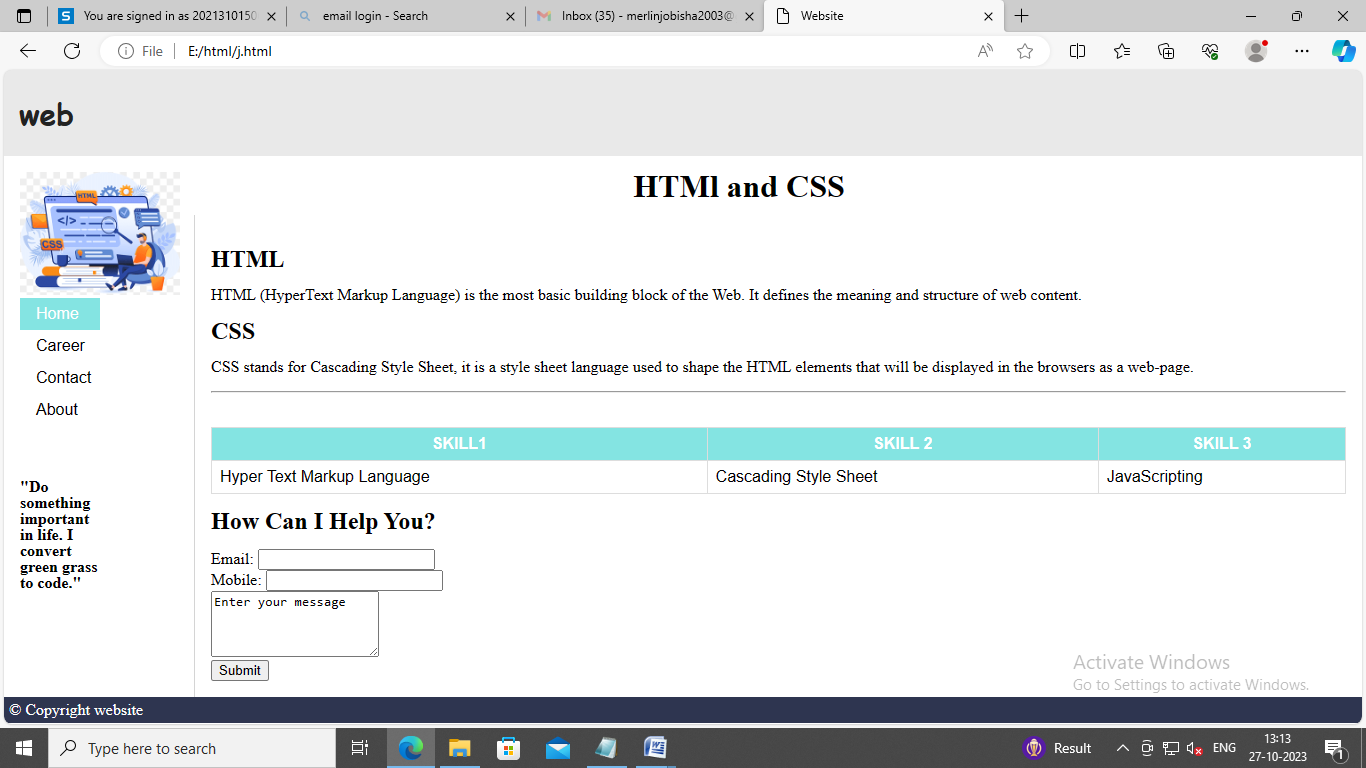 You are signed in as 2021310150
email login - Search
Inbox (35) - merlinjobisha2003@
Website
File
E:/html/j.html
web
HTMl and CSS
HTML
</>
CSS
Home
Career
Contact
About
"Do
something
important
in life. I
convert
green grass
to code."
HTML
HTML (HyperText Markup Language) is the most basic building block of the Web. It defines the meaning and structure of web content.
CSS
CSS stands for Cascading Style Sheet, it is a style sheet language used to shape the HTML elements that will be displayed in the browsers as a web-page.
SKILL1 SKILL 2 SKILL 3
Hyper Text Markup Language Cascading Style Sheet JavaScripting
How Can I Help You?
Email:
Mobile:
Enter your message
Submit
Activate Windows
Go to Settings to activate Windows.
© Copyright website
Type here to search
Result
ENG
13:13
27-10-2023
1